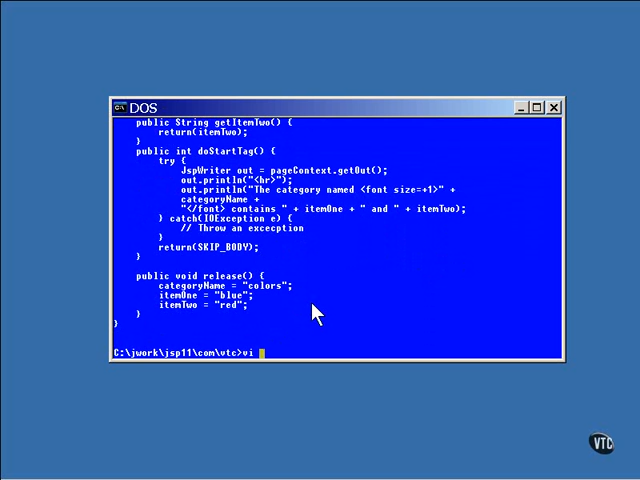 DOS
public String getItemTwo() {
return(itemTwo);
}
public int doStartTag() {
try {
JspWriter out = pageContext.getOut();
out.println("<hr>");
out.println("The category named <font size=+1>" +
categoryName +
"</font> contains " + itemOne + " and " + itemTwo);
} catch(IOException e) {
// Throw an excecption
}
return(SKIP_BODY);
}
public void release() {
categoryName = "colors";
itemOne = "blue";
itemTwo = "red";
}
}
C:\jwork\jsp11\com\vtc>vi
VTC